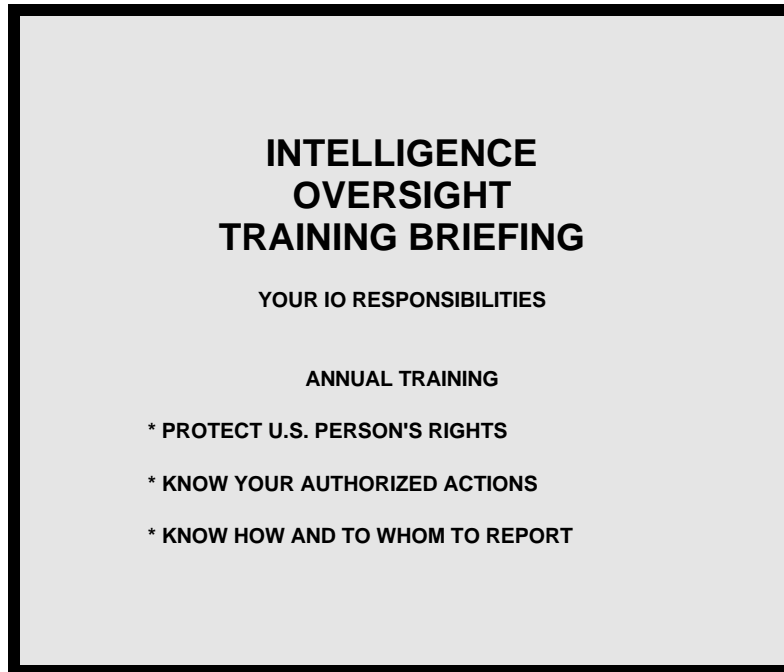 INTELLIGENCE
OVERSIGHT
TRAINING BRIEFING
YOUR IO RESPONSIBILITIES
ANNUAL TRAINING
* PROTECT U.S. PERSON'S RIGHTS
* KNOW YOUR AUTHORIZED ACTIONS
* KNOW HOW AND TO WHOM TO REPORT